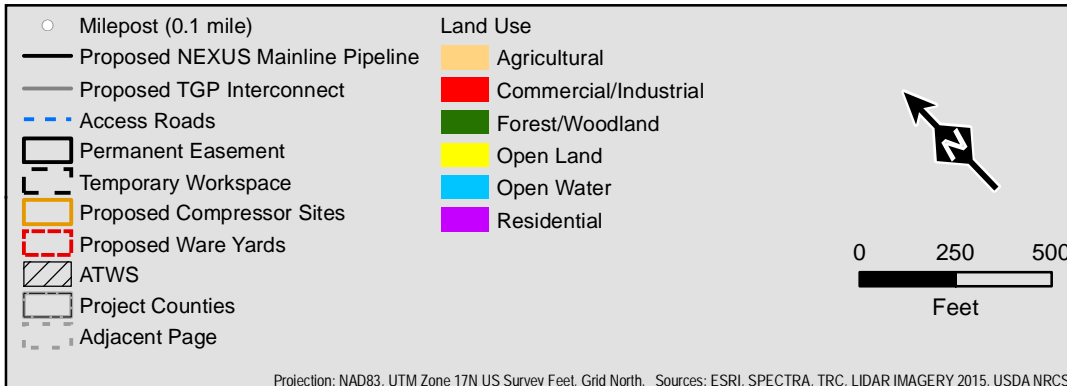 Milepost (0.1 mile)
Proposed NEXUS Mainline Pipeline
Proposed TGP Interconnect
Access Roads
Permanent Easement
Temporary Workspace
Proposed Compressor Sites
Proposed Ware Yards
ATWS
Project Counties
Adjacent Page
Land Use
Agricultural
Commercial/Industrial
Forest/Woodland
Open Land
Open Water
Residential
N
0 250 500
Feet
Projection: NAD83, UTM Zone 17N US Survey Feet, Grid North, Sources: ESRI, SPECTRA, TRC, LIDAR IMAGERY 2015, USDA NRCS